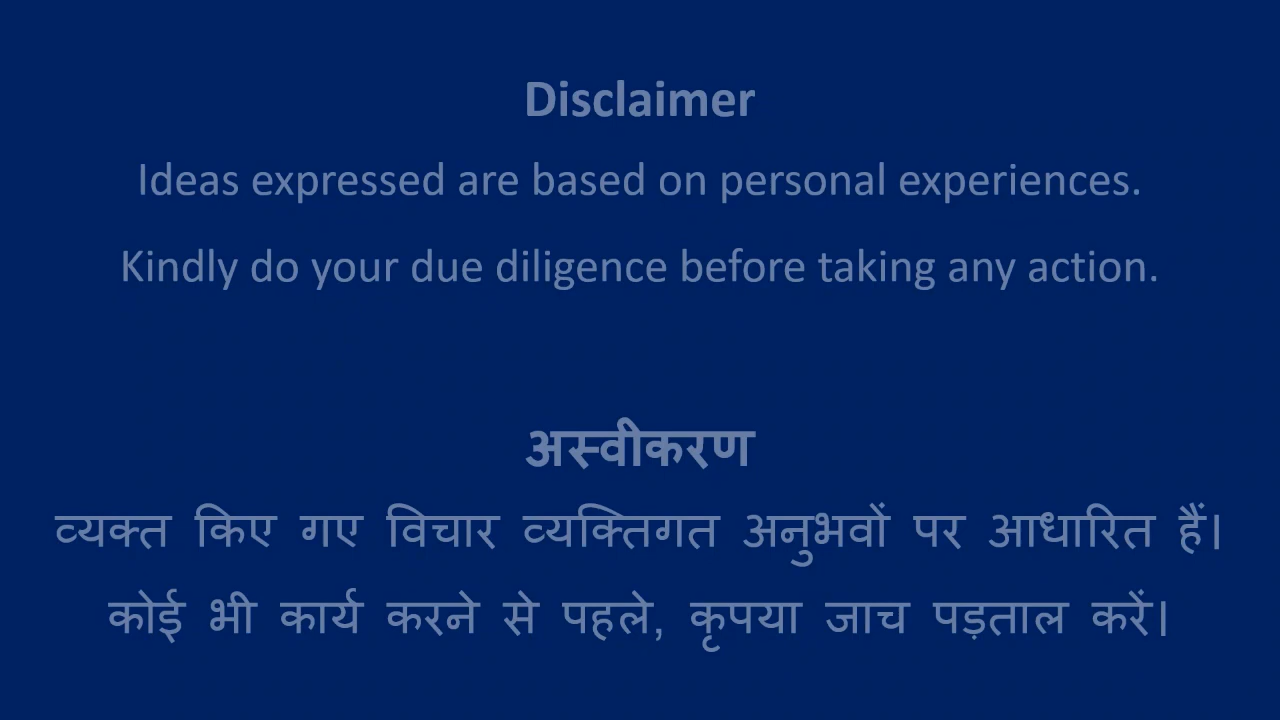 Disclaimer
Ideas expressed are based on personal experiences.
Kindly do your due diligence before taking any action.
अस्वीकरण
व्यक्त किए गए विचार व्यक्तिगत अनुभवों पर आधारित हैं।
कोई भी कार्य करने से पहले, कृपया जाच पड़ताल करें।